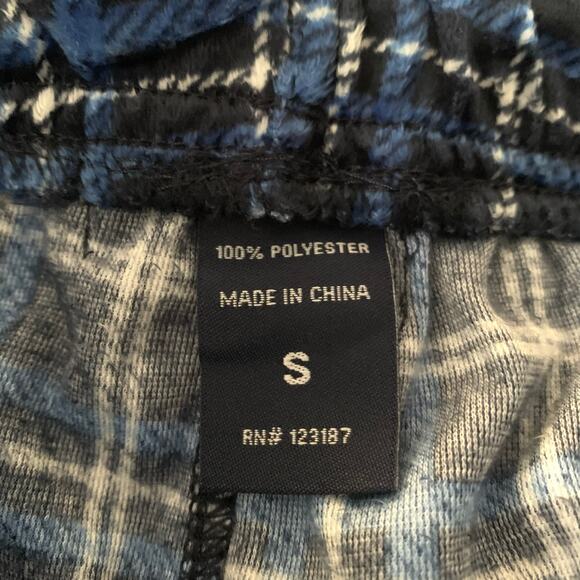 100% POLYESTER
MADE IN CHINA
S
RN# 123187